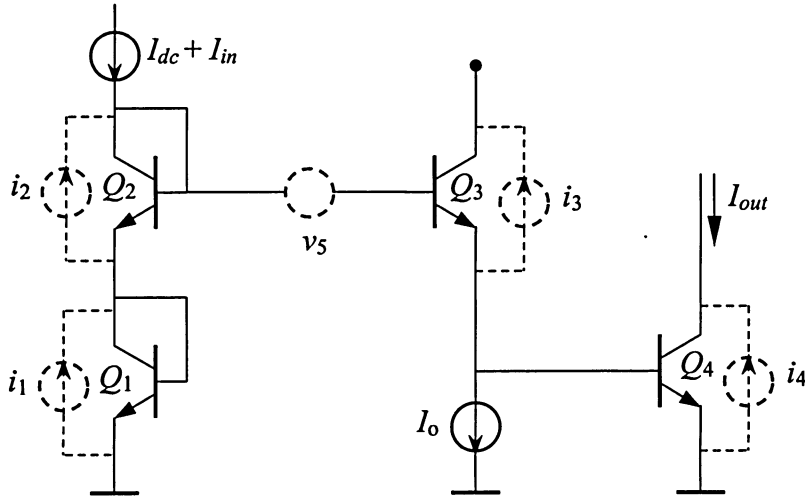 I_dc + I_in
i_2
Q_2
v_5
Q_3
i_3
I_out
i_1
Q_1
I_o
Q_4
i_4